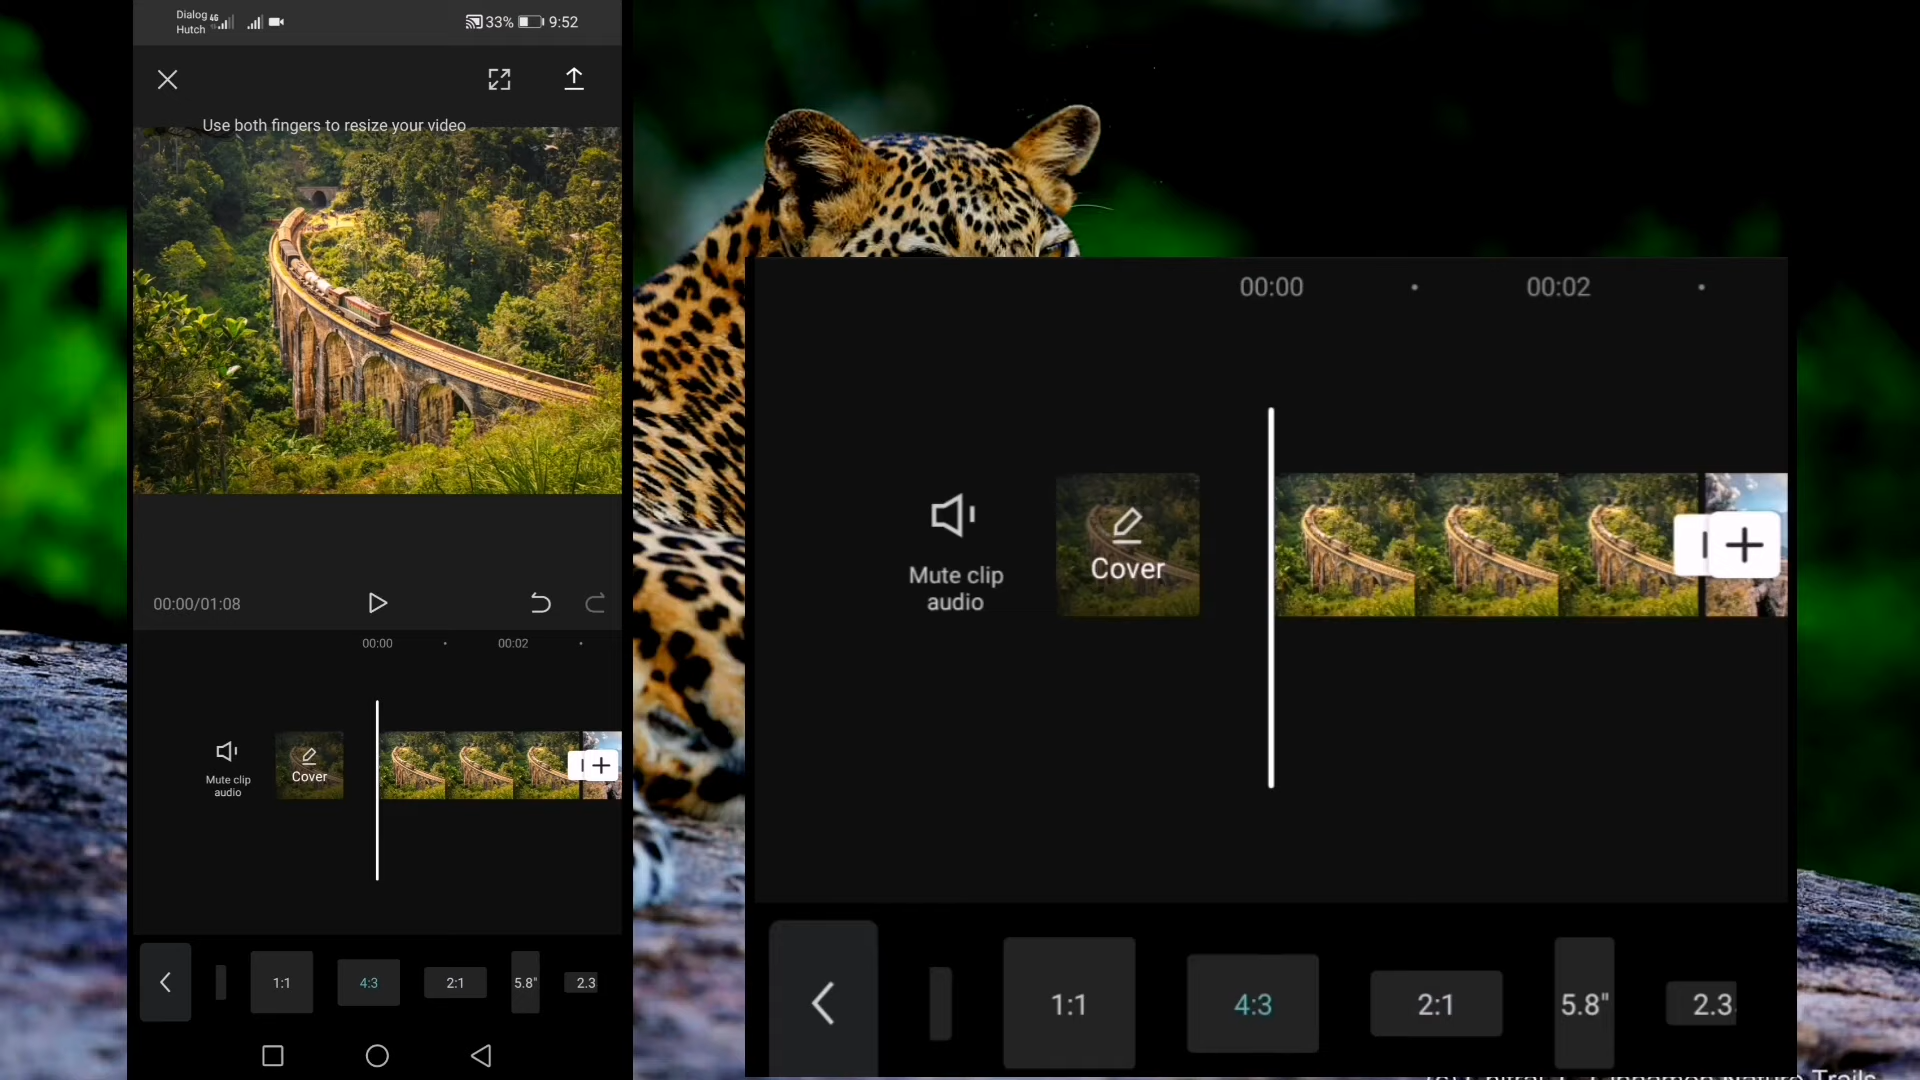 Dialog 4G
Hutch
33% 9:52
Use both fingers to resize your video
00:00/01:08
00:00
00:02
Mute clip
audio
Cover
1:1
4:3
2:1
5.8"
2.3
00:00
00:02
Mute clip
audio
Cover
1:1
4:3
2:1
5.8"
2.3
Trails